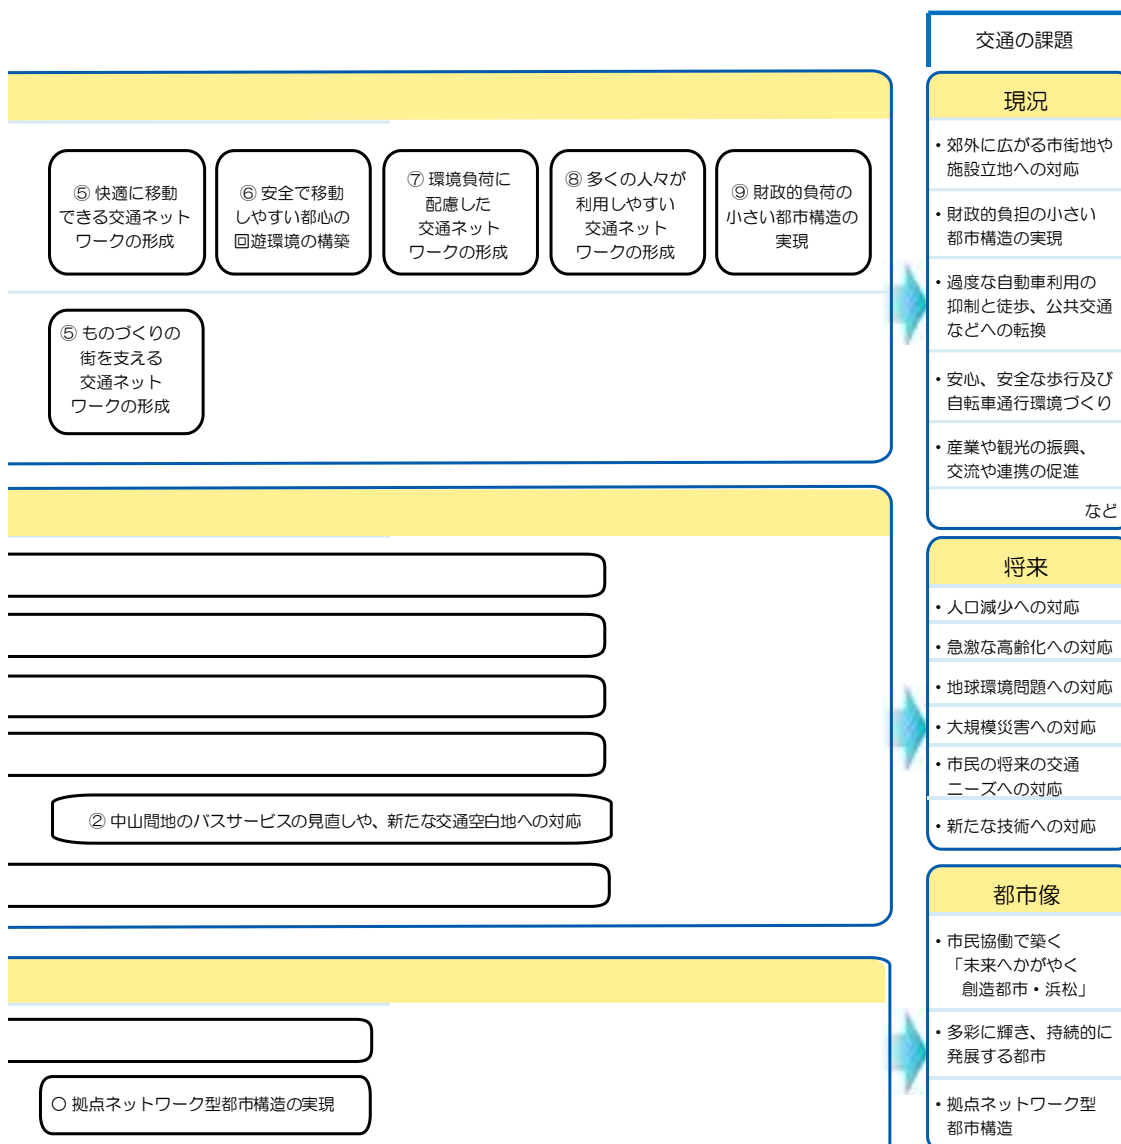 ⑤ 快適に移動
できる交通ネット
ワークの形成
⑥ 安全で移動
しやすい都心の
回遊環境の構築
⑦ 環境負荷に
配慮した
交通ネット
ワークの形成
⑧ 多くの人々が
利用しやすい
交通ネット
ワークの形成
⑨ 財政的負荷の
小さい都市構造の
実現
⑤ ものづくりの
街を支える
交通ネット
ワークの形成
② 中山間地のバスサービスの見直しや、新たな交通空白地への対応
〇 拠点ネットワーク型都市構造の実現
交通の課題
現況
・郊外に広がる市街地や
施設立地への対応
・財政的負担の小さい
都市構造の実現
・過度な自動車利用の
抑制と徒歩、公共交通
などへの転換
・安心、安全な歩行及び
自転車通行環境づくり
・産業や観光の振興、
交流や連携の促進
など
将来
・人口減少への対応
・急激な高齢化への対応
・地球環境問題への対応
・大規模災害への対応
・市民の将来の交通
ニーズへの対応
・新たな技術への対応
都市像
・市民協働で築く
「未来へかがやく
創造都市・浜松」
・多彩に輝き、持続的に
発展する都市
・拠点ネットワーク型
都市構造